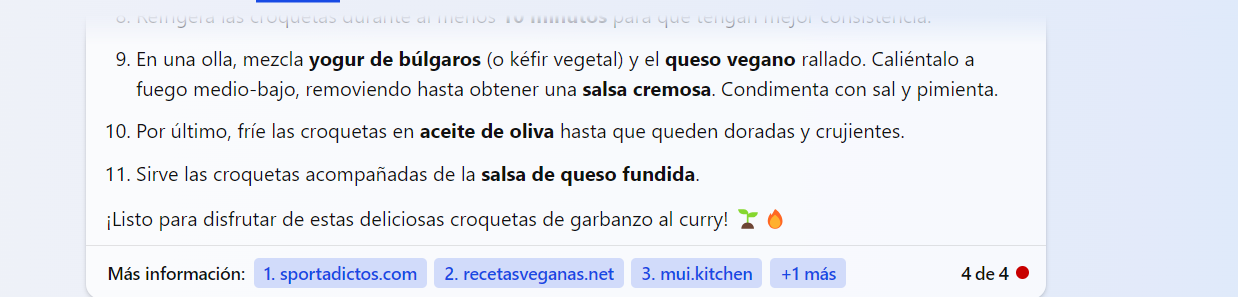 8. Refrigera las croquetas durante al menos 10 minutos para que tengan mejor consistencia.
9. En una olla, mezcla yogur de búlgaros (o kéfir vegetal) y el queso vegano rallado. Caliéntalo a
fuego medio-bajo, removiendo hasta obtener una salsa cremosa. Condimenta con sal y pimienta.
10. Por último, fríe las croquetas en aceite de oliva hasta que queden doradas y crujientes.
11. Sirve las croquetas acompañadas de la salsa de queso fundida.
¡Listo para disfrutar de estas deliciosas croquetas de garbanzo al curry! 🌱🔥
Más información: 1. sportadictos.com 2. recetasveganas.net 3. mui.kitchen +1 más 4 de 4